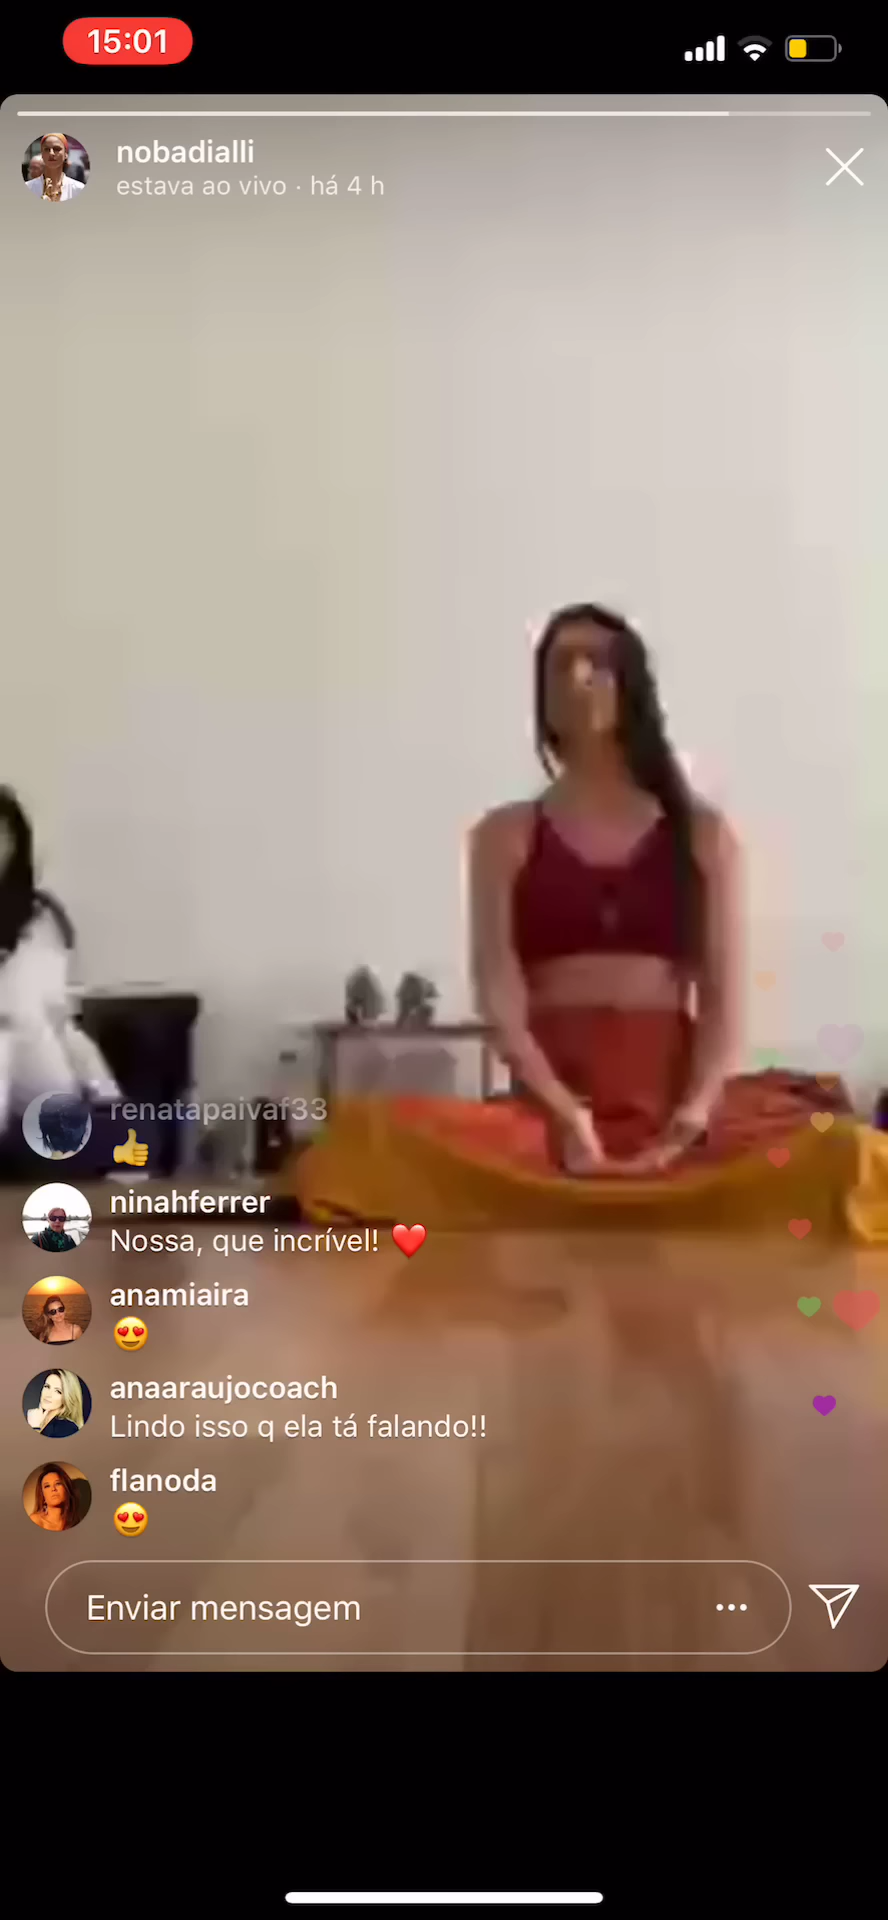 15:01
nobadialli
estava ao vivo · há 4 h
renatapaivaf33
👍
ninahferrer
Nossa, que incrível! ❤️
anamiaira
😍
anaaraujocoach
Lindo isso q ela tá falando!!
flanoda
😍
Enviar mensagem